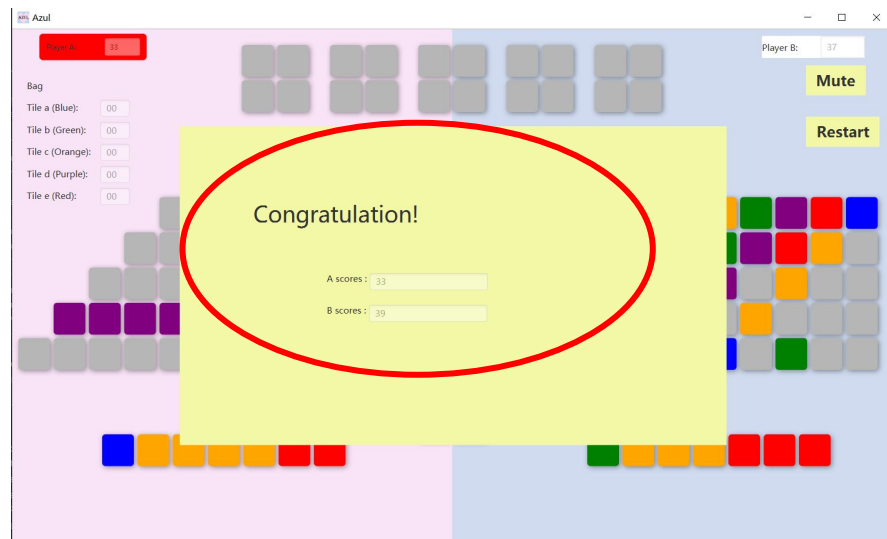 AZUL Azul
Player A: 33
Player B: 37
Mute
Bag
Tile a (Blue): 00
Tile b (Green): 00
Tile c (Orange): 00
Tile d (Purple): 00
Tile e (Red): 00
Restart
Congratulation!
A scores : 33
B scores : 39